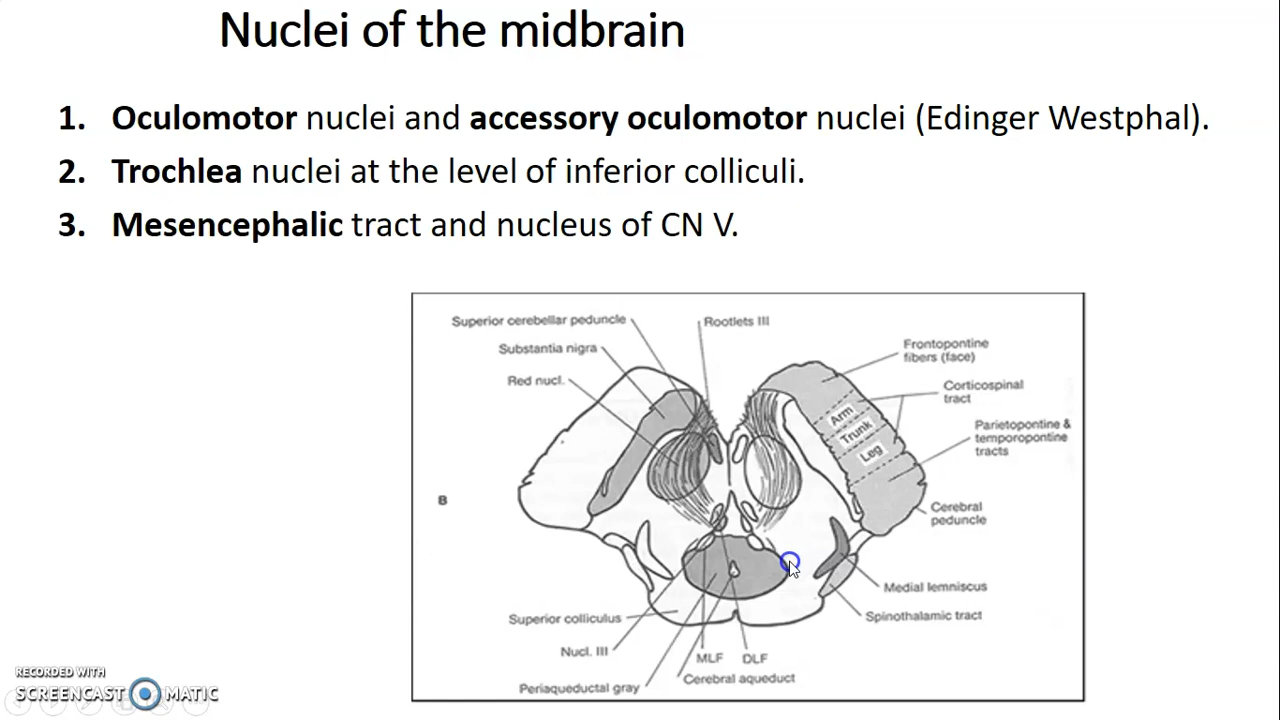 Nuclei of the midbrain
1. Oculomotor nuclei and accessory oculomotor nuclei (Edinger Westphal).
2. Trochlea nuclei at the level of inferior colliculi.
3. Mesencephalic tract and nucleus of CN V.
Superior cerebellar peduncle
Rootlets III
Substantia nigra
Red nucl.
Frontopontine
fibers (face)
Corticospinal
tract
Arm
Trunk
Leg
Parietopontine &
temporopontine
tracts
B
Cerebral
peduncle
Medial lemniscus
Spinothalamic tract
Superior colliculus
Nucl. III
MLF
DLF
Cerebral aqueduct
Periaqueductal gray
RECORDED WITH
SCREENCAST MATIC